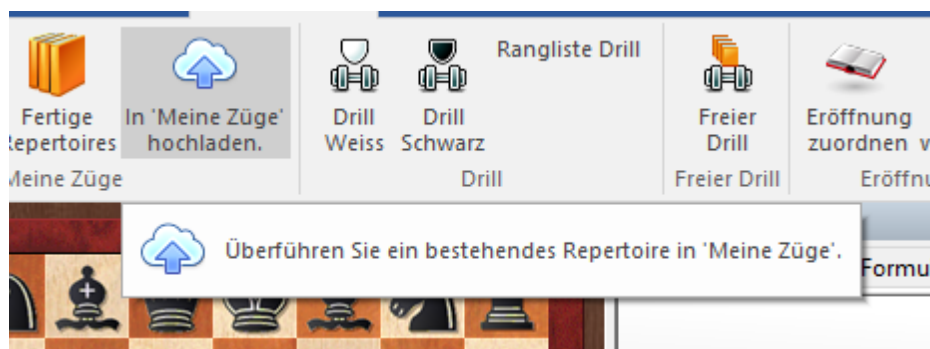 Fertige
Repertoires
In 'Meine Züge'
hochladen.
Drill
Weiss
Drill
Schwarz
Rangliste Drill
Freier
Drill
Eröffnung
zuordnen
Meine Züge
Drill
Freier Drill
Eröffnu
Überführen Sie ein bestehendes Repertoire in 'Meine Züge'.
Formu